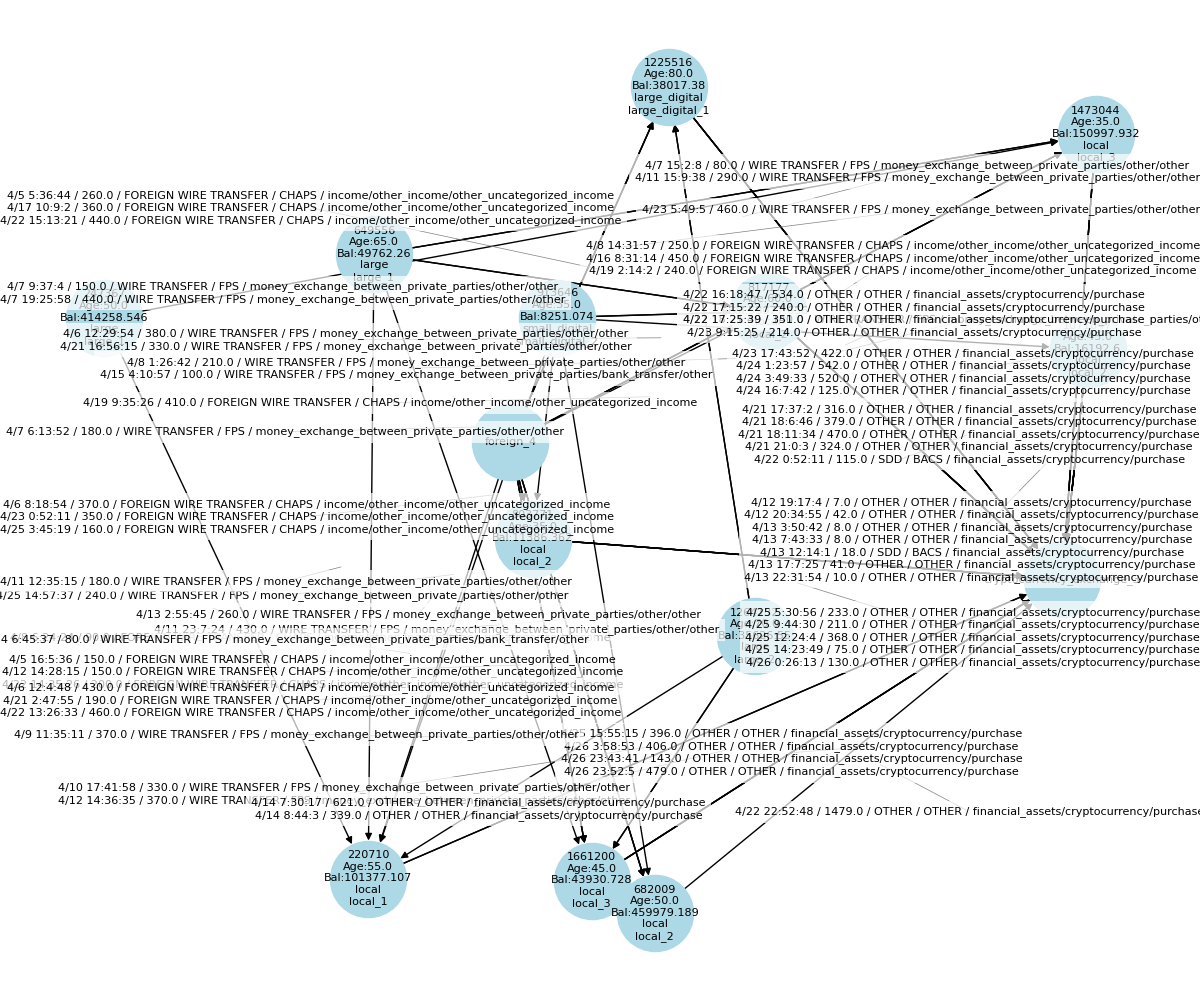 1225516
Age:80.0
Bal:38017.38
large_digital
large_digital_1
1473044
Age:35.0
Bal:150997.932
local
local_3
4/7 15:2:8 / 80.0 / WIRE TRANSFER / FPS / money_exchange_between_private_parties/other/other
4/11 15:9:38 / 290.0 / WIRE TRANSFER / FPS / money_exchange_between_private_parties/other/other
4/5 5:36:44 / 260.0 / FOREIGN WIRE TRANSFER / CHAPS / income/other_income/other_uncategorized_income
4/17 10:9:2 / 360.0 / FOREIGN WIRE TRANSFER / CHAPS / income/other_income/other_uncategorized_income
4/22 15:13:21 / 440.0 / FOREIGN WIRE TRANSFER / CHAPS / income/other_income/other_uncategorized_income
4/23 5:49:5 / 460.0 / WIRE TRANSFER / FPS / money_exchange_between_private_parties/other
649556
Age:65.0
Bal:49762.26
large
large_1
4/8 14:31:57 / 250.0 / FOREIGN WIRE TRANSFER / CHAPS / income/other_income/other_uncategorized_income
4/16 8:31:14 / 450.0 / FOREIGN WIRE TRANSFER / CHAPS / income/other_income/other_uncategorized_income
4/19 2:14:2 / 240.0 / FOREIGN WIRE TRANSFER / CHAPS / income/other_income/other_uncategorized_income
4/7 9:37:4 / 150.0 / WIRE TRANSFER / FPS / money_exchange_between_private_parties/other/other
4/7 19:25:58 / 440.0 / WIRE TRANSFER / FPS / money_exchange_between_private_parties/other/other
Bal:414258.546
Bal:8251.074
817177
4/22 16:18:47 / 534.0 / OTHER / OTHER / financial_assets/cryptocurrency/purchase
4/22 17:15:22 / 240.0 / OTHER / OTHER / financial_assets/cryptocurrency/purchase
4/22 17:25:39 / 351.0 / OTHER / OTHER / financial_assets/cryptocurrency/purchase
4/23 9:15:25 / 214.0 / OTHER / OTHER / financial_assets/cryptocurrency/purchase
4/6 12:29:54 / 380.0 / WIRE TRANSFER / FPS / money_exchange_between_private_parties/other/other
4/21 16:56:15 / 330.0 / WIRE TRANSFER / FPS / money_exchange_between_private_parties/other/other
4/8 1:26:42 / 210.0 / WIRE TRANSFER / FPS / money_exchange_between_private_parties/other/other
4/15 4:10:57 / 100.0 / WIRE TRANSFER / FPS / money_exchange_between_private_parties/bank_transfer/other
4/23 17:43:52 / 422.0 / OTHER / OTHER / financial_assets/cryptocurrency/purchase
4/24 1:23:57 / 542.0 / OTHER / OTHER / financial_assets/cryptocurrency/purchase
4/24 3:49:33 / 520.0 / OTHER / OTHER / financial_assets/cryptocurrency/purchase
4/24 16:7:42 / 125.0 / OTHER / OTHER / financial_assets/cryptocurrency/purchase
4/19 9:35:26 / 410.0 / FOREIGN WIRE TRANSFER / CHAPS / income/other_income/other_uncategorized_income
4/21 17:37:2 / 316.0 / OTHER / OTHER / financial_assets/cryptocurrency/purchase
4/21 18:6:46 / 379.0 / OTHER / OTHER / financial_assets/cryptocurrency/purchase
4/21 18:11:34 / 470.0 / OTHER / OTHER / financial_assets/cryptocurrency/purchase
4/21 21:0:3 / 324.0 / OTHER / OTHER / financial_assets/cryptocurrency/purchase
4/22 0:52:11 / 115.0 / SDD / BACS / financial_assets/cryptocurrency/purchase
4/7 6:13:52 / 180.0 / WIRE TRANSFER / FPS / money_exchange_between_private_parties/other/other
foreign_4
4/6 8:18:54 / 370.0 / FOREIGN WIRE TRANSFER / CHAPS / income/other_income/other_uncategorized_income
4/23 0:52:11 / 350.0 / FOREIGN WIRE TRANSFER / CHAPS / income/other_income/other_uncategorized_income
4/25 3:45:19 / 160.0 / FOREIGN WIRE TRANSFER / CHAPS / income/other_income/other_uncategorized_income
local
local_2
4/12 19:17:4 / 7.0 / OTHER / OTHER / financial_assets/cryptocurrency/purchase
4/12 20:34:55 / 42.0 / OTHER / OTHER / financial_assets/cryptocurrency/purchase
4/13 3:50:42 / 8.0 / OTHER / OTHER / financial_assets/cryptocurrency/purchase
4/13 7:43:33 / 8.0 / OTHER / OTHER / financial_assets/cryptocurrency/purchase
4/13 12:14:1 / 18.0 / SDD / BACS / financial_assets/cryptocurrency/purchase
4/13 17:7:25 / 41.0 / OTHER / OTHER / financial_assets/cryptocurrency/purchase
4/13 22:31:54 / 10.0 / OTHER / OTHER / financial_assets/cryptocurrency/purchase
4/11 12:35:15 / 180.0 / WIRE TRANSFER / FPS / money_exchange_between_private_parties/other/other
4/25 14:57:37 / 240.0 / WIRE TRANSFER / FPS / money_exchange_between_private_parties/other/other
4/13 2:55:45 / 260.0 / WIRE TRANSFER / FPS / money_exchange_between_private_parties/other/other
4/11 23:7:24 / 430.0 / WIRE TRANSFER / FPS / money_exchange_between_private_parties/other/other
6:45:37 / 80.0 / WIRE TRANSFER / FPS / money_exchange_between_private_parties/bank_transfer/other
4/25 5:30:56 / 233.0 / OTHER / OTHER / financial_assets/cryptocurrency/purchase
4/25 9:44:30 / 211.0 / OTHER / OTHER / financial_assets/cryptocurrency/purchase
4/25 12:24:4 / 368.0 / OTHER / OTHER / financial_assets/cryptocurrency/purchase
4/25 14:23:49 / 75.0 / OTHER / OTHER / financial_assets/cryptocurrency/purchase
4/26 0:26:13 / 130.0 / OTHER / OTHER / financial_assets/cryptocurrency/purchase
4/5 16:5:36 / 150.0 / FOREIGN WIRE TRANSFER / CHAPS / income/other_income/other_uncategorized_income
4/12 14:28:15 / 150.0 / FOREIGN WIRE TRANSFER / CHAPS / income/other_income/other_uncategorized_income
4/6 12:4:48 / 430.0 / FOREIGN WIRE TRANSFER / CHAPS / income/other_income/other_uncategorized_income
4/21 2:47:55 / 190.0 / FOREIGN WIRE TRANSFER / CHAPS / income/other_income/other_uncategorized_income
4/22 13:26:33 / 460.0 / FOREIGN WIRE TRANSFER / CHAPS / income/other_income/other_uncategorized_income
4/9 11:35:11 / 370.0 / WIRE TRANSFER / FPS / money_exchange_between_private_parties/other/other
15:55:15 / 396.0 / OTHER / OTHER / financial_assets/cryptocurrency/purchase
4/26 3:58:53 / 406.0 / OTHER / OTHER / financial_assets/cryptocurrency/purchase
4/26 23:43:41 / 143.0 / OTHER / OTHER / financial_assets/cryptocurrency/purchase
4/26 23:52:5 / 479.0 / OTHER / OTHER / financial_assets/cryptocurrency/purchase
4/10 17:41:58 / 330.0 / WIRE TRANSFER / FPS / money_exchange_between_private_parties/other/other
4/12 14:36:35 / 370.0 / WIRE
4/14 7:30:17 / 621.0 / OTHER / OTHER / financial_assets/cryptocurrency/purchase
4/14 8:44:3 / 339.0 / OTHER / OTHER / financial_assets/cryptocurrency/purchase
4/22 22:52:48 / 1479.0 / OTHER / OTHER / financial_assets/cryptocurrency/purchase
220710
Age:55.0
Bal:101377.107
local
local_1
1661200
Age:45.0
Bal:43930.728
local
local_3
682009
Age:50.0
Bal:459979.189
local
local_2